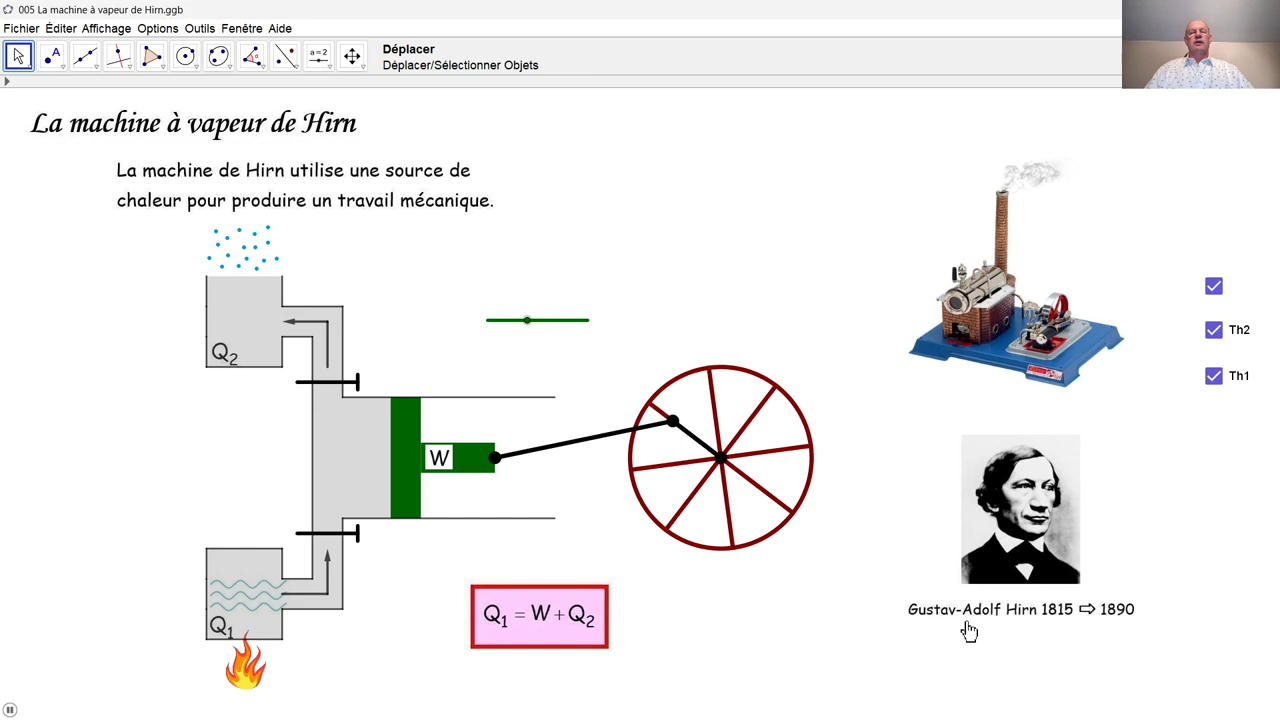 005 La machine à vapeur de Hirn.ggb
Fichier Éditer Affichage Options Outils Fenêtre Aide
A
a=2
Déplacer
Déplacer/Sélectionner Objets
La machine à vapeur de Hirn
La machine de Hirn utilise une source de
chaleur pour produire un travail mécanique.
Q2
W
Q1
Q1 = W + Q2
Th2
Th1
Gustav-Adolf Hirn 1815 ⇨ 1890